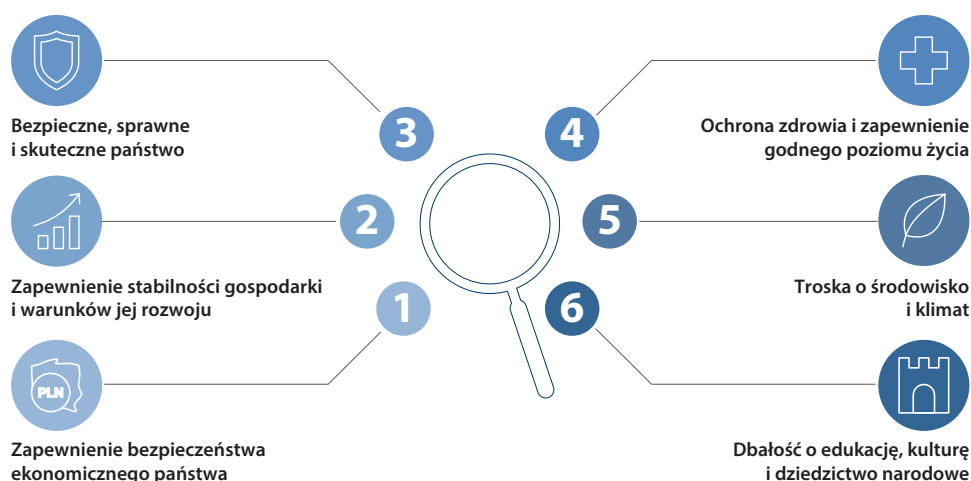 3
Bezpieczne, sprawne
i skuteczne państwo
4
Ochrona zdrowia i zapewnienie
godnego poziomu życia
2
Zapewnienie stabilności gospodarki
i warunków jej rozwoju
5
Troska o środowisko
i klimat
1
PLN
Zapewnienie bezpieczeństwa
ekonomicznego państwa
6
Dbałość o edukację, kulturę
i dziedzictwo narodowe